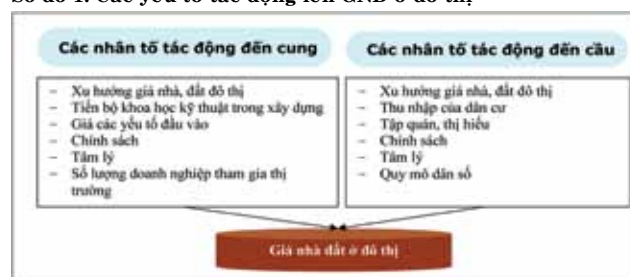 Sơ đồ 1. Các yếu tố tác động lên GNĐ ở đô thị
Các nhân tố tác động đến cung
– Xu hướng giá nhà, đất đô thị
– Tiến bộ khoa học kỹ thuật trong xây dựng
– Giá các yếu tố đầu vào
– Chính sách
– Tâm lý
– Số lượng doanh nghiệp tham gia thị
trường
Các nhân tố tác động đến cầu
– Xu hướng giá nhà, đất đô thị
– Thu nhập của dân cư
– Tập quán, thị hiếu
– Chính sách
– Tâm lý
– Quy mô dân số
Giá nhà đất ở đô thị